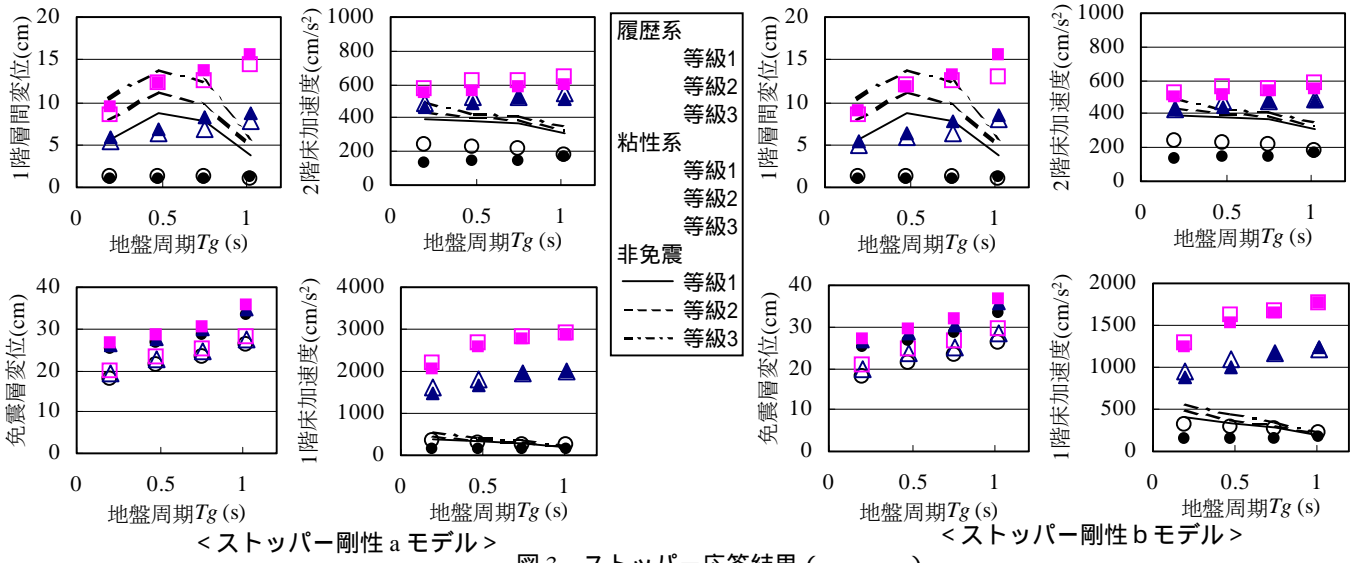 1階層間変位(cm)
20
15
10
5
0
0
0.5
1
地盤周期Tg (s)
2階床加速度(cm/s²)
1000
800
600
400
200
0
0
0.5
1
地盤周期Tg (s)
履歴系
等級1
等級2
等級3
粘性系
等級1
等級2
等級3
非免震
等級1
等級2
等級3
1階層間変位(cm)
20
15
10
5
0
0
0.5
1
地盤周期Tg (s)
2階床加速度(cm/s²)
1000
800
600
400
200
0
0
0.5
1
地盤周期Tg (s)
免震層変位(cm)
40
30
20
10
0
0
0.5
1
地盤周期Tg (s)
1階床加速度(cm/s²)
4000
3000
2000
1000
0
0
0.5
1
地盤周期Tg (s)
免震層変位(cm)
40
30
20
10
0
0
0.5
1
地盤周期Tg (s)
1階床加速度(cm/s²)
2000
1500
1000
500
0
0
0.5
1
地盤周期Tg (s)
<ストッパー剛性 a モデル>
<ストッパー剛性 b モデル>
図3 ストッパー応答結果 (